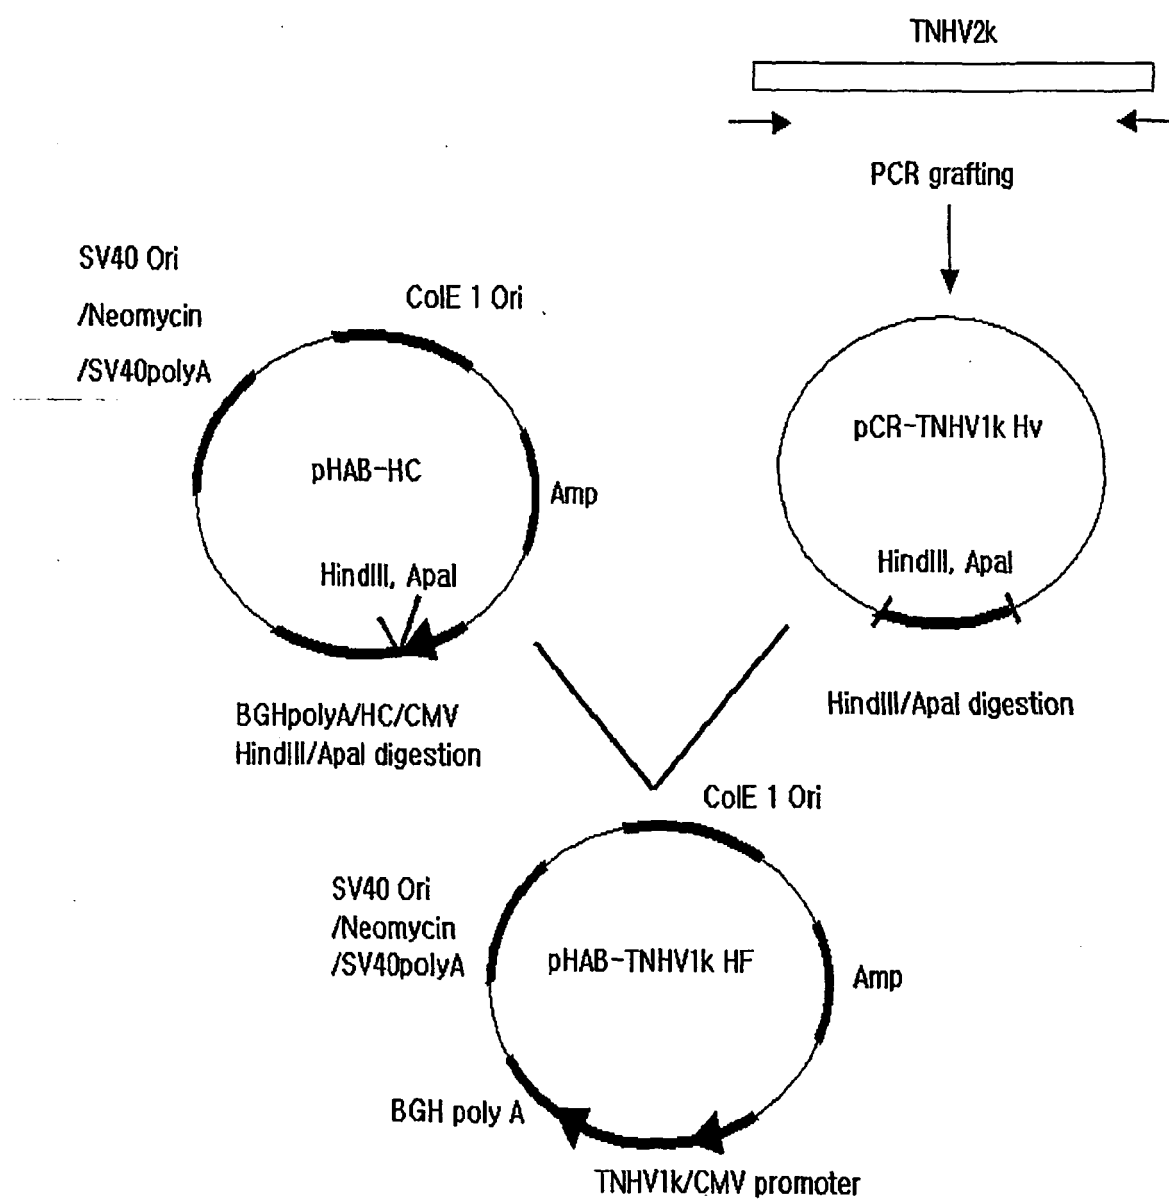 TNHV2k
PCR grafting
SV40 Ori
/Neomycin
/SV40polyA
ColE 1 Ori
pHAB-HC
Amp
HindIII, ApaI
BGHpolyA/HC/CMV
HindIII/ApaI digestion
pCR-TNHV1k Hv
HindIII, ApaI
HindIII/ApaI digestion
ColE 1 Ori
SV40 Ori
/Neomycin
/SV40polyA
pHAB-TNHV1k HF
Amp
BGH poly A
TNHV1k/CMV promoter